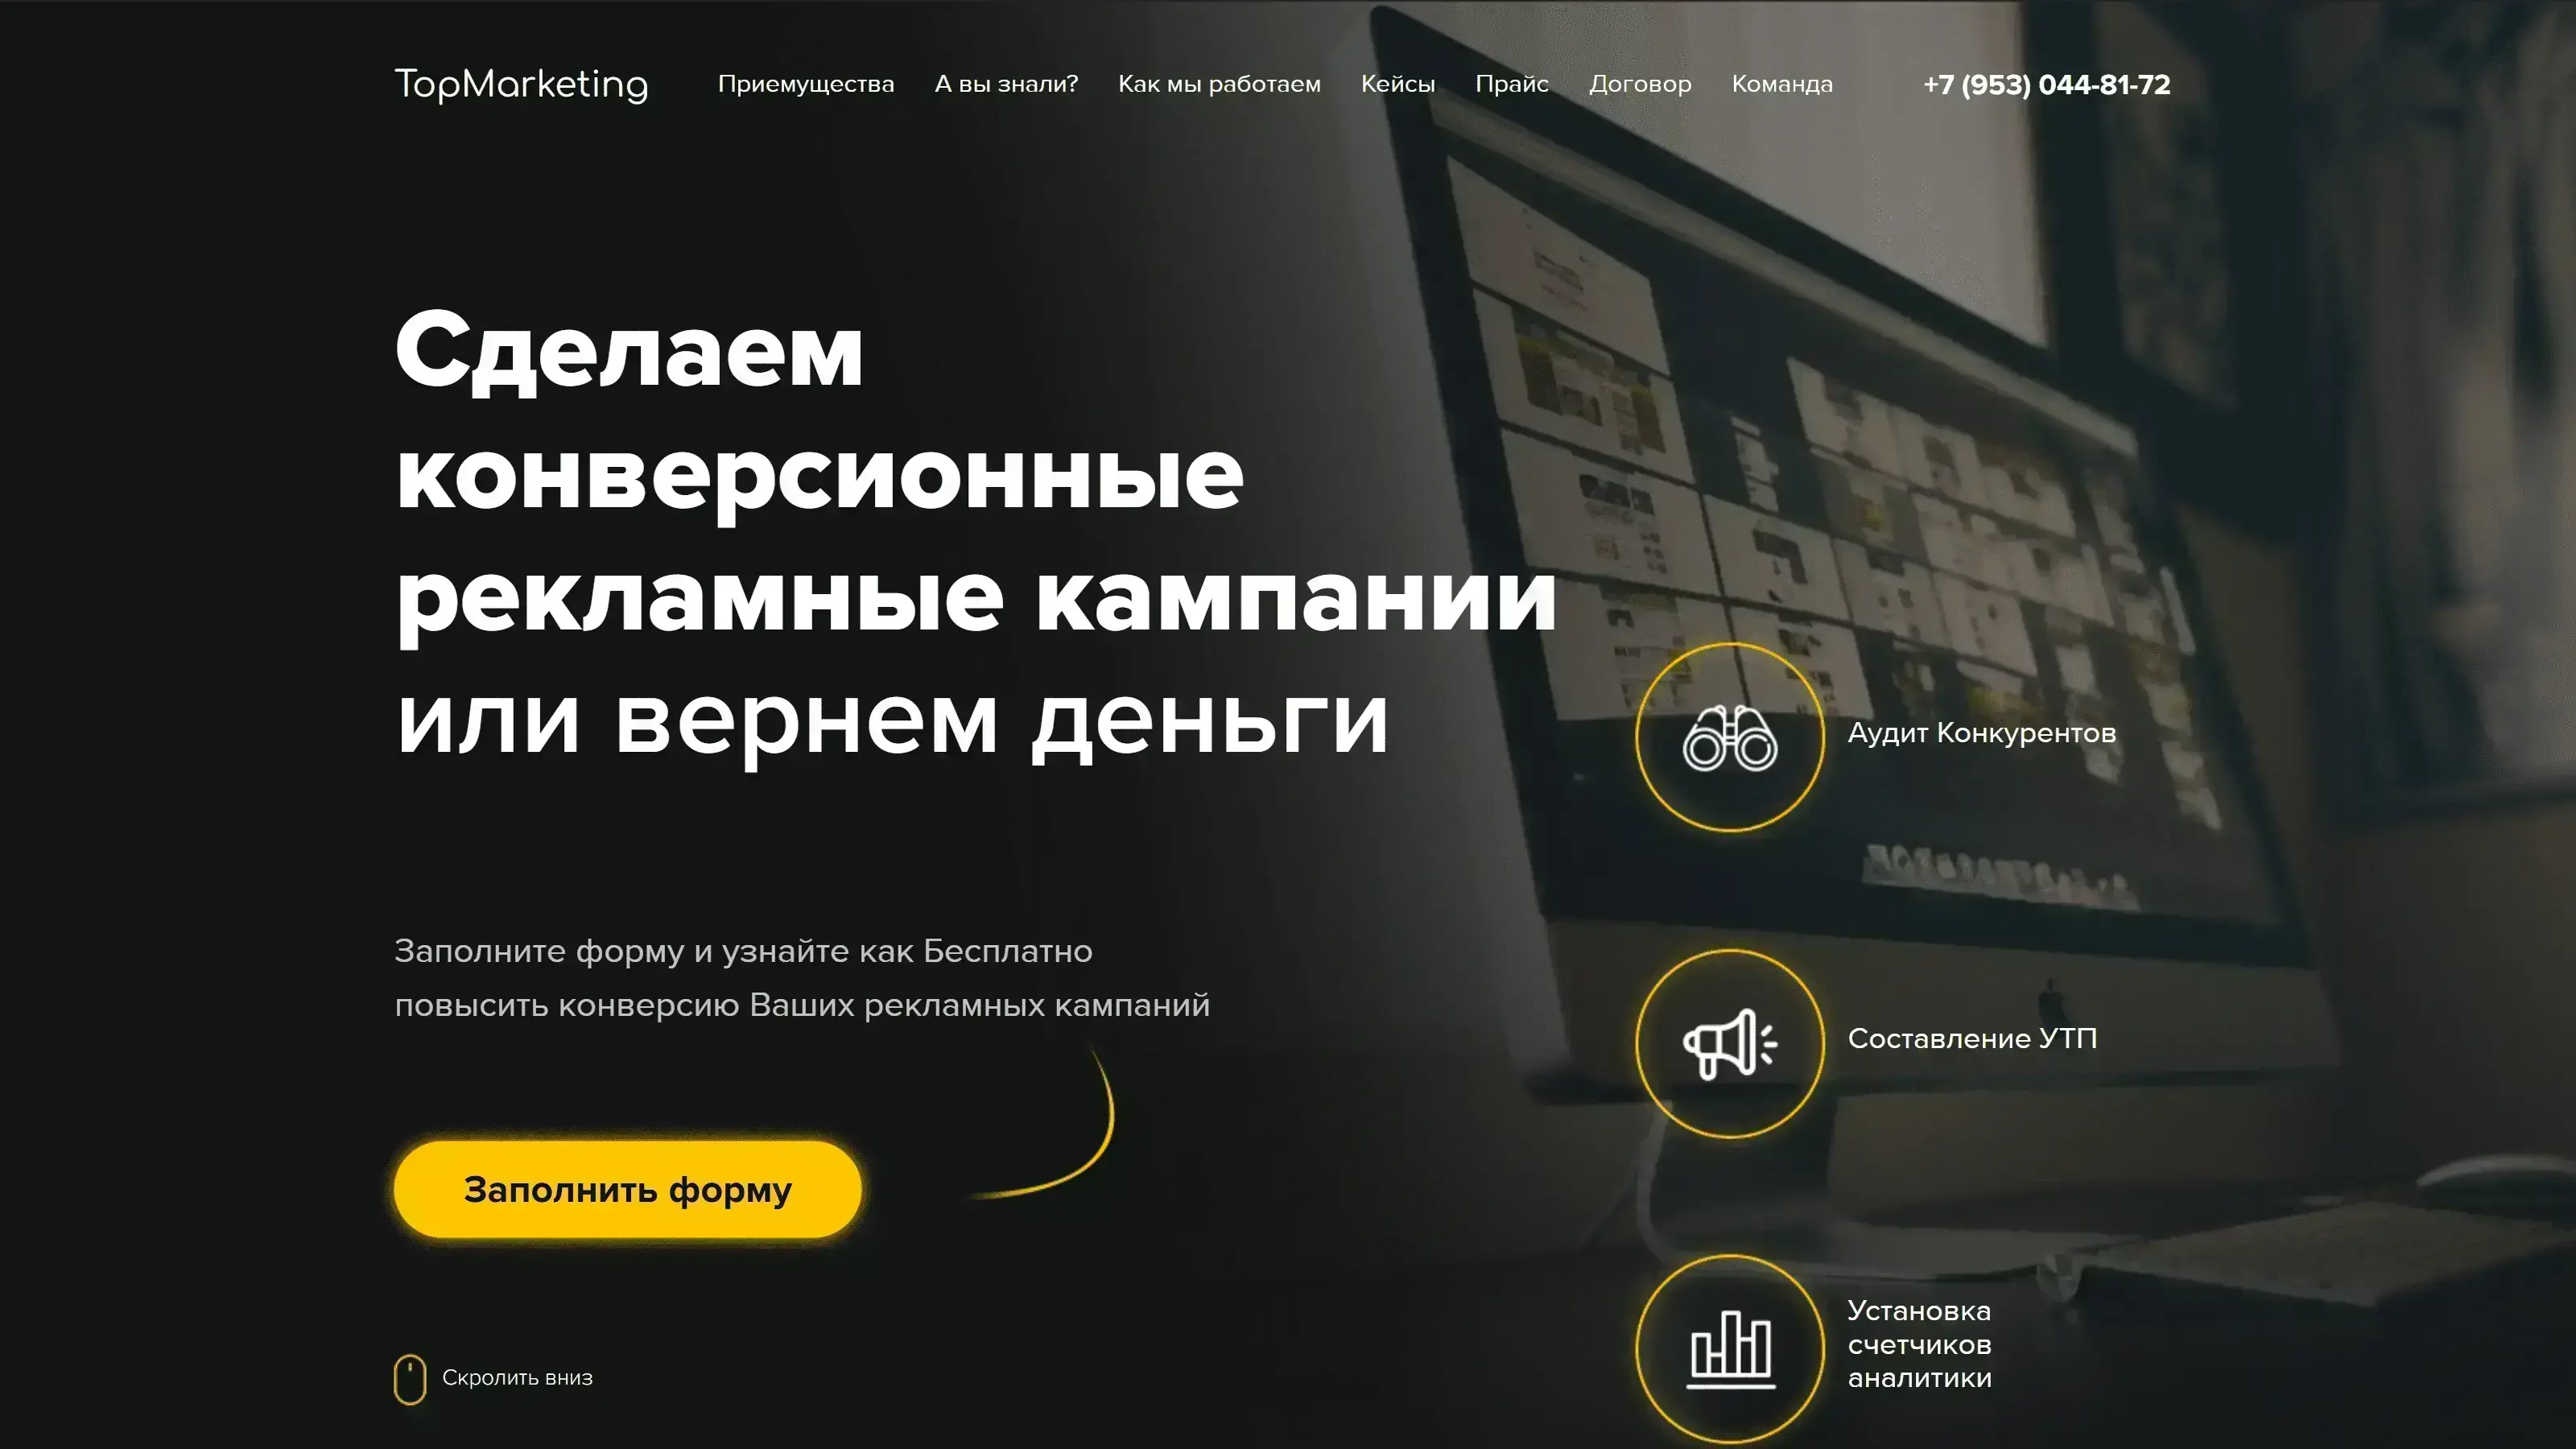 TopMarketing
Приемущества
А вы знали?
Как мы работаем
Кейсы
Прайс
Договор
Команда
+7 (953) 044-81-72
Сделаем
конверсионные
рекламные кампании
или вернем деньги
Аудит Конкурентов
Заполните форму и узнайте как Бесплатно
повысить конверсию Ваших рекламных кампаний
Составление УТП
Заполнить форму
Установка
счетчиков
аналитики
Скролить вниз